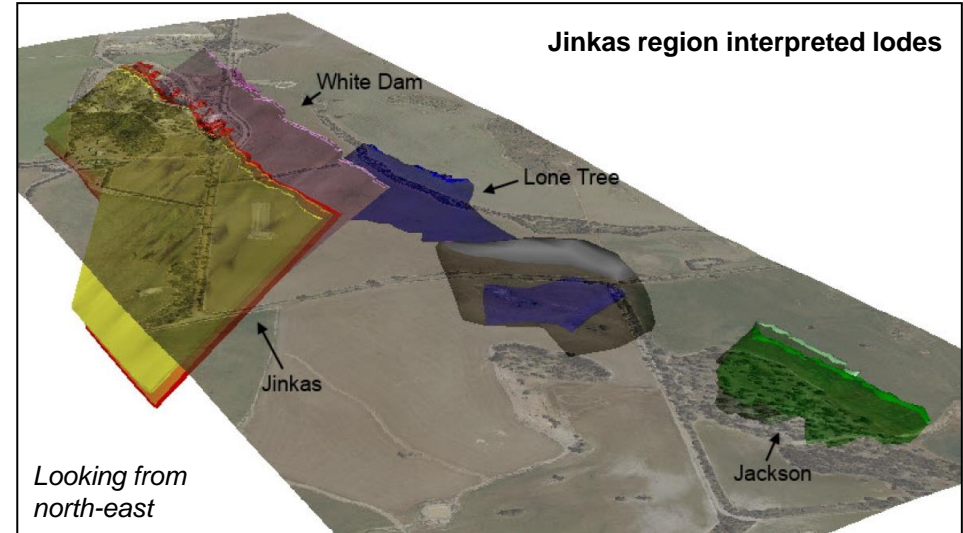 Jinkas region interpreted lodes
White Dam
Lone Tree
Jinkas
Jackson
Looking from
north-east